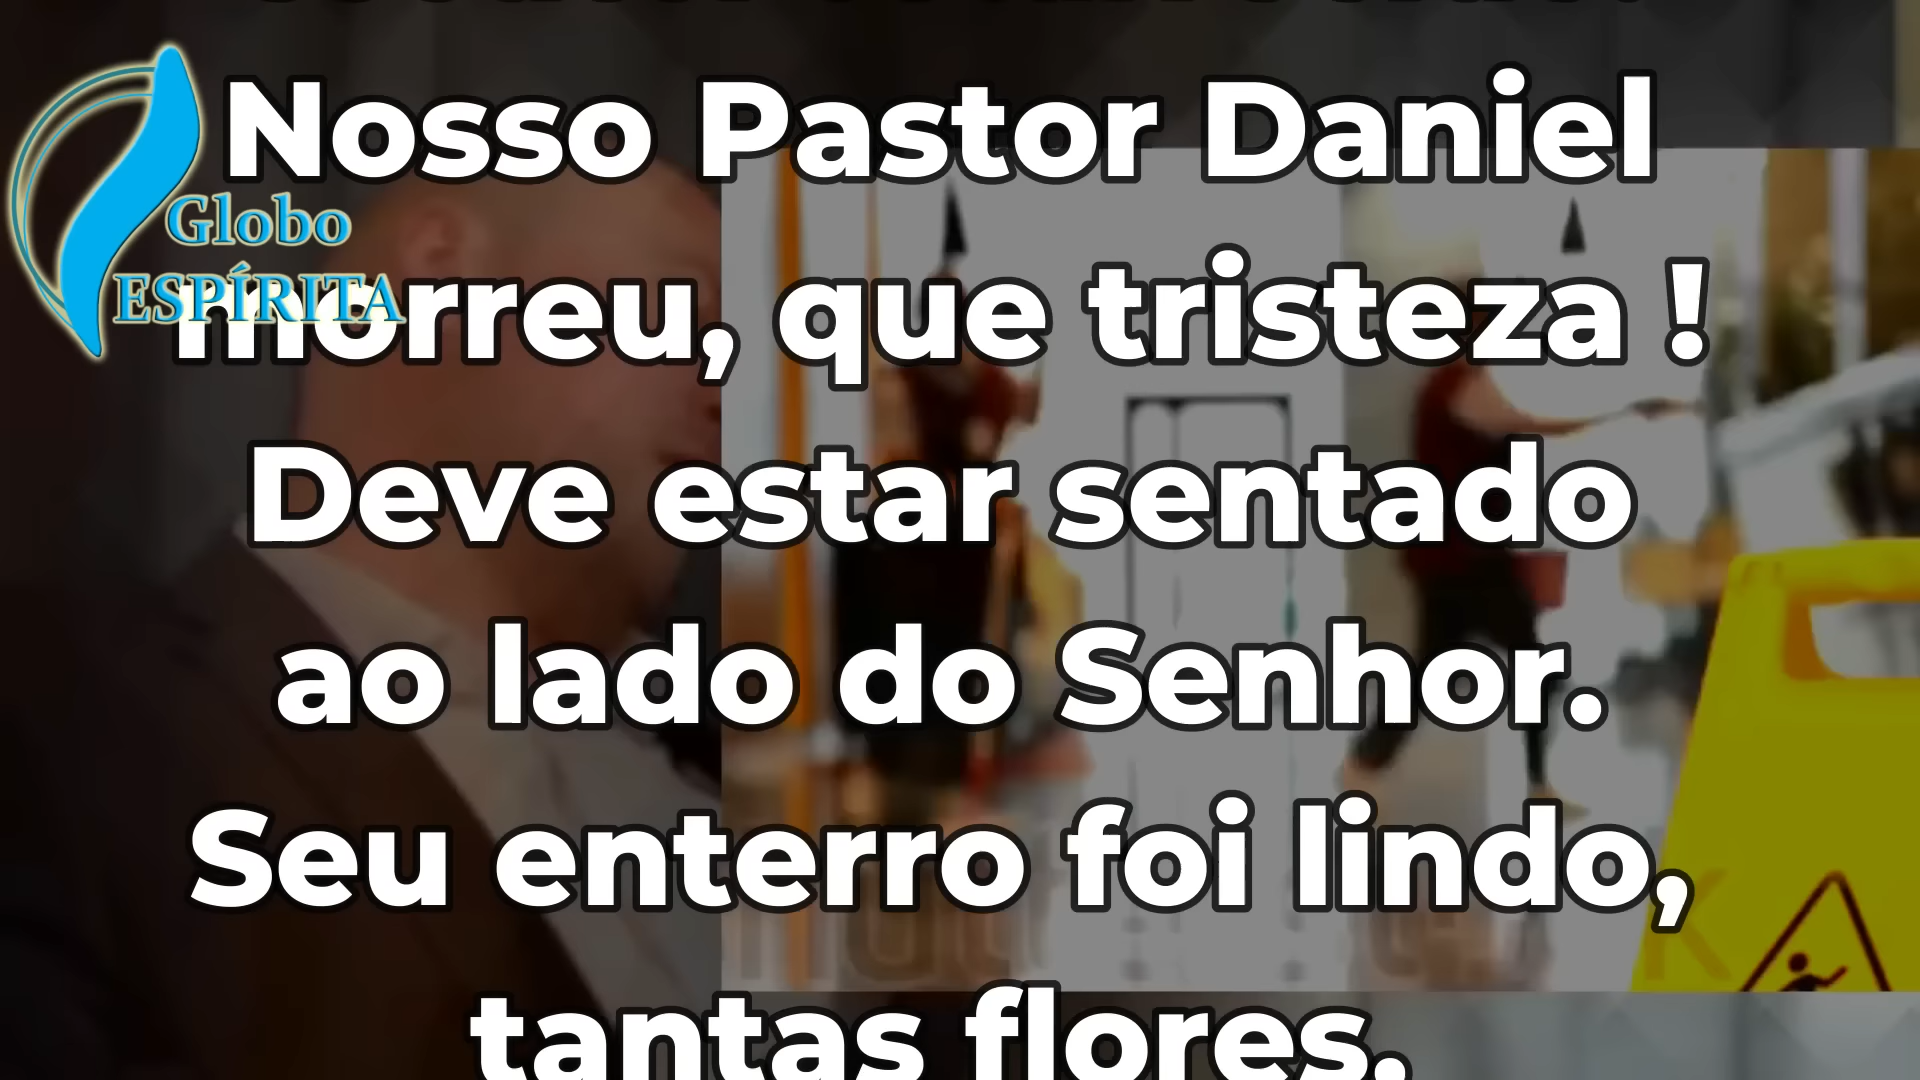 Nosso Pastor Daniel
Globo
ESPÍRITA
morreu, que tristeza !
Deve estar sentado
ao lado do Senhor.
Seu enterro foi lindo,
tantas flores.